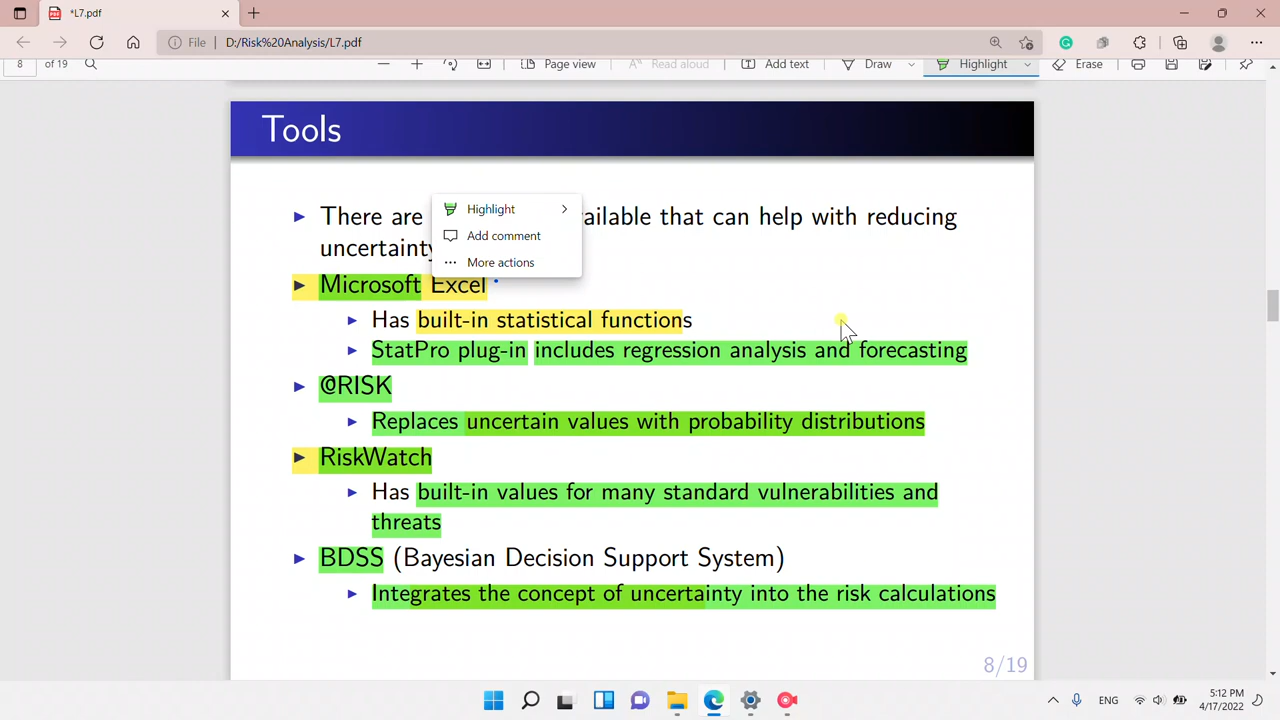 *L7.pdf
File D:/Risk%20Analysis/L7.pdf
8 of 19 Page view Read aloud Add text Draw Highlight Erase
Tools
There are ailable that can help with reducing
uncertainty
Highlight
Add comment
More actions
Microsoft Excel
Has built-in statistical functions
StatPro plug-in includes regression analysis and forecasting
@RISK
Replaces uncertain values with probability distributions
RiskWatch
Has built-in values for many standard vulnerabilities and
threats
BDSS (Bayesian Decision Support System)
Integrates the concept of uncertainty into the risk calculations
8/19
ENG 5:12 PM
4/17/2022